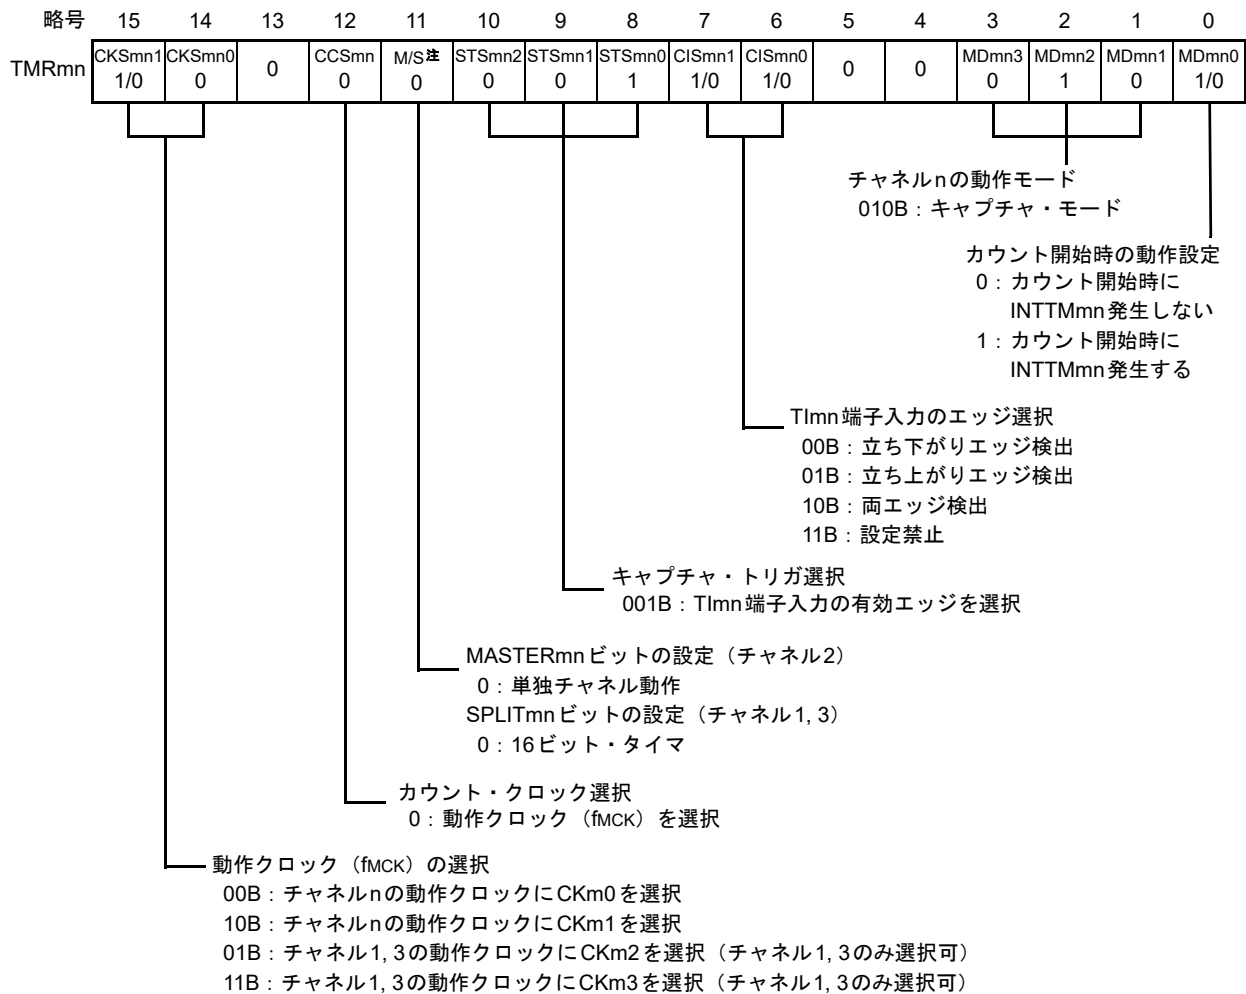 略号 15 14 13 12 11 10 9 8 7 6 5 4 3 2 1 0
TMRmn CKSmn1 CKSmn0 CCSmn M/S注 STSmn2 STSmn1 STSmn0 CISmn1 CISmn0 MDmn3 MDmn2 MDmn1 MDmn0
1/0 0 0 0 0 0 0 1 1/0 1/0 0 0 0 1 0 1/0
チャネルnの動作モード
010B：キャプチャ・モード
カウント開始時の動作設定
0：カウント開始時に
INTTMmn発生しない
1：カウント開始時に
INTTMmn発生する
TImn端子入力のエッジ選択
00B：立ち下がりエッジ検出
01B：立ち上がりエッジ検出
10B：両エッジ検出
11B：設定禁止
キャプチャ・トリガ選択
001B：TImn端子入力の有効エッジを選択
MASTERmnビットの設定（チャネル2）
0：単独チャネル動作
SPLITmnビットの設定（チャネル1, 3）
0：16ビット・タイマ
カウント・クロック選択
0：動作クロック（fMCK）を選択
動作クロック（fMCK）の選択
00B：チャネルnの動作クロックにCKm0を選択
10B：チャネルnの動作クロックにCKm1を選択
01B：チャネル1, 3の動作クロックにCKm2を選択（チャネル1, 3のみ選択可）
11B：チャネル1, 3の動作クロックにCKm3を選択（チャネル1, 3のみ選択可）